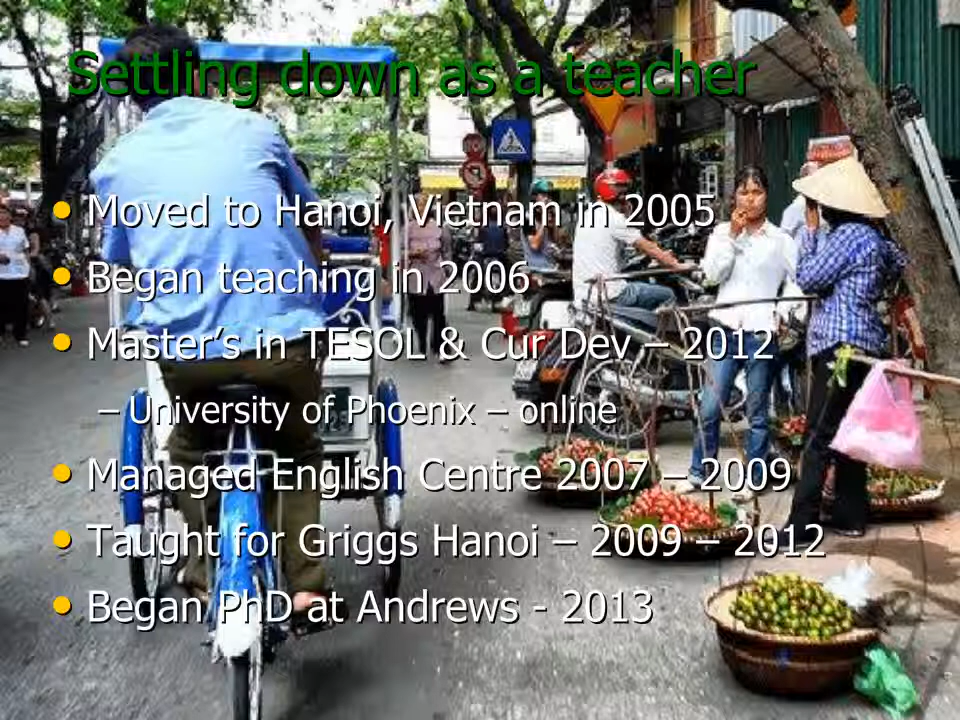 Settling down as a teacher
• Moved to Hanoi, Vietnam in 2005
• Began teaching in 2006
• Master’s in TESOL & Cur Dev – 2012
– University of Phoenix – online
• Managed English Centre 2007 – 2009
• Taught for Griggs Hanoi – 2009 – 2012
• Began PhD at Andrews - 2013